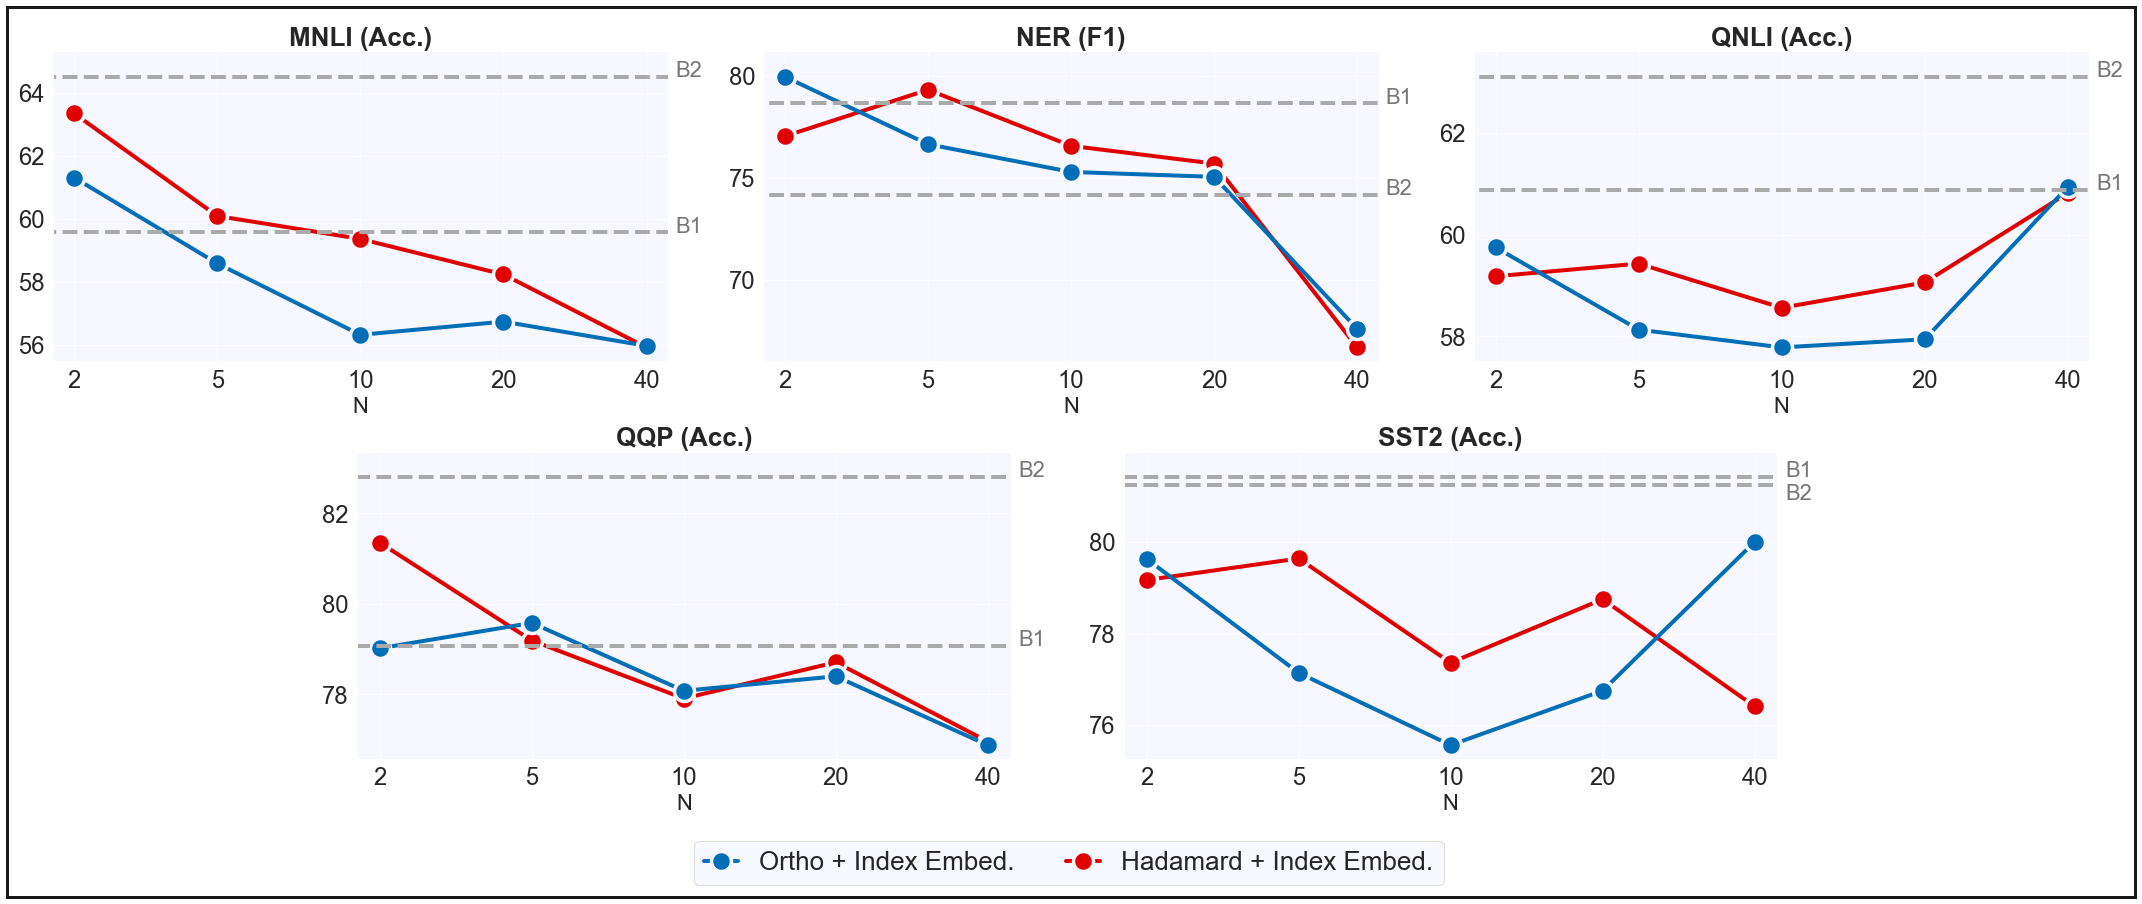 MNLI (Acc.)
B2
64
62
60
B1
58
56
2 5 10 20 40
N
NER (F1)
80
B1
75
B2
70
2 5 10 20 40
N
QNLI (Acc.)
B2
62
B1
60
58
2 5 10 20 40
N
QQP (Acc.)
B2
82
80
B1
78
2 5 10 20 40
N
SST2 (Acc.)
B1
B2
80
78
76
2 5 10 20 40
N
Ortho + Index Embed. Hadamard + Index Embed.